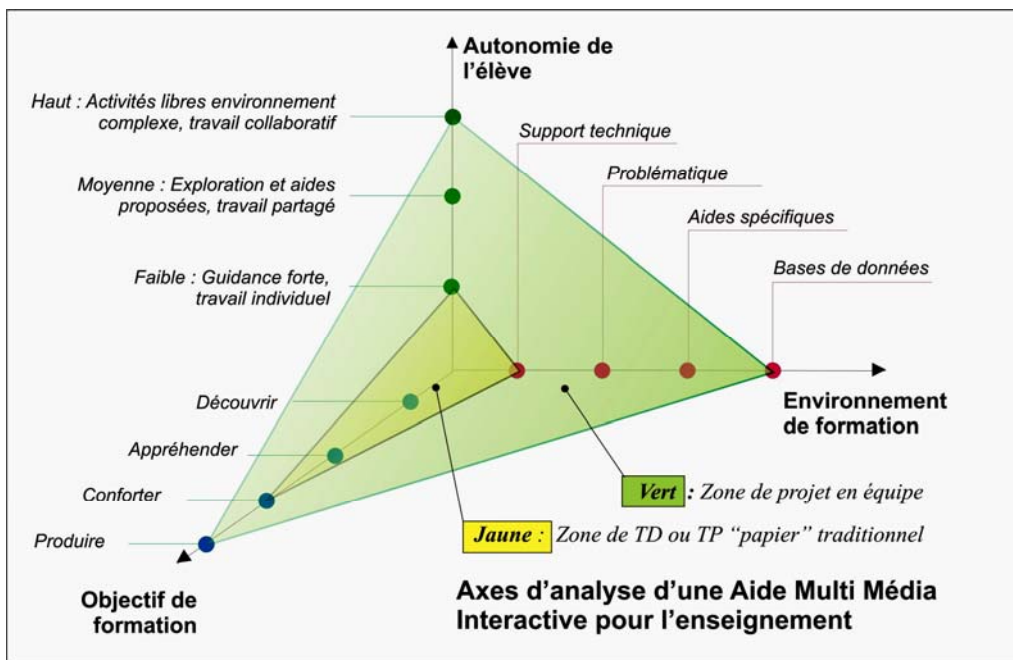 Autonomie de
l'élève
Haut : Activités libres environnement
complexe, travail collaboratif
Support technique
Moyenne : Exploration et aides
proposées, travail partagé
Problématique
Aides spécifiques
Faible : Guidance forte,
travail individuel
Bases de données
Découvrir
Environnement
de formation
Appréhender
Conforter
Vert : Zone de projet en équipe
Produire
Jaune : Zone de TD ou TP “papier” traditionnel
Objectif de
formation
Axes d'analyse d'une Aide Multi Média
Interactive pour l'enseignement